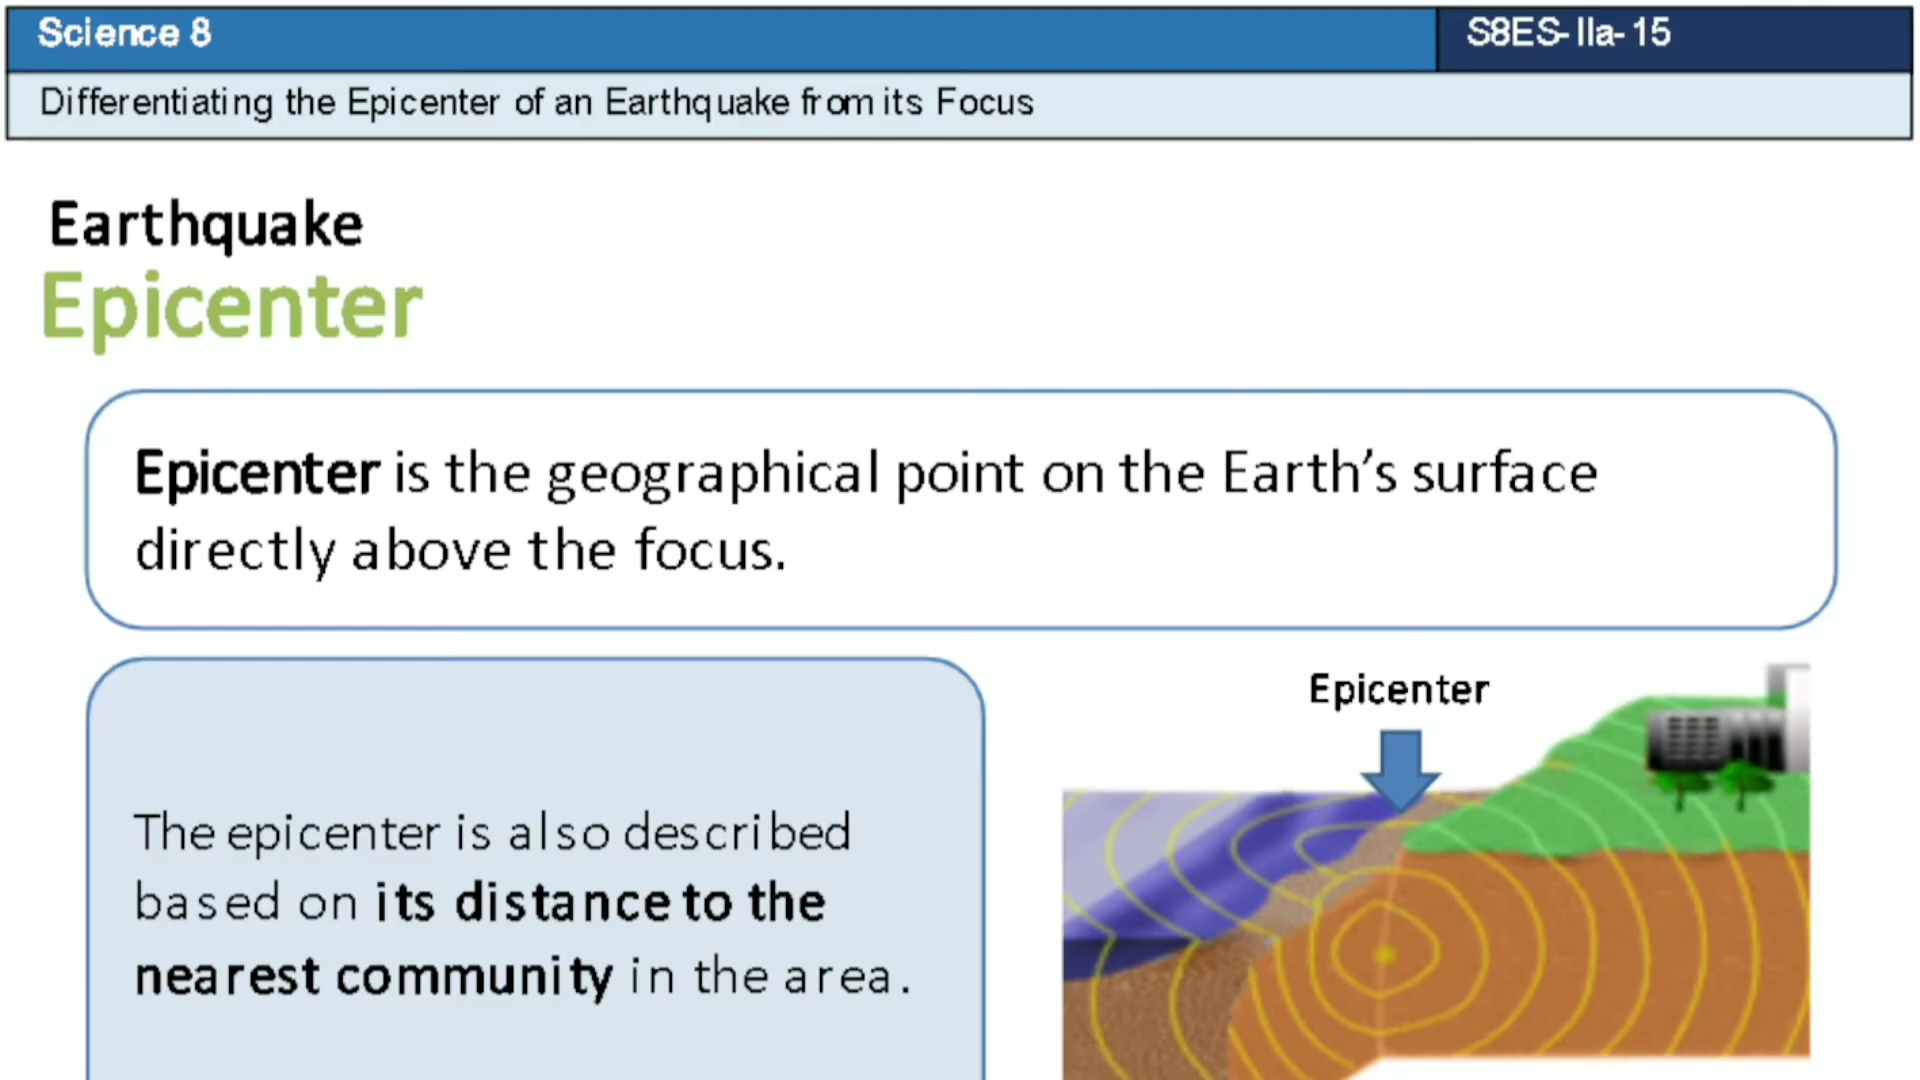 Science 8
S8ES-IIa-15
Differentiating the Epicenter of an Earthquake from its Focus
Earthquake
Epicenter
Epicenter is the geographical point on the Earth's surface
directly above the focus.
The epicenter is also described
based on its distance to the
nearest community in the area.
Epicenter